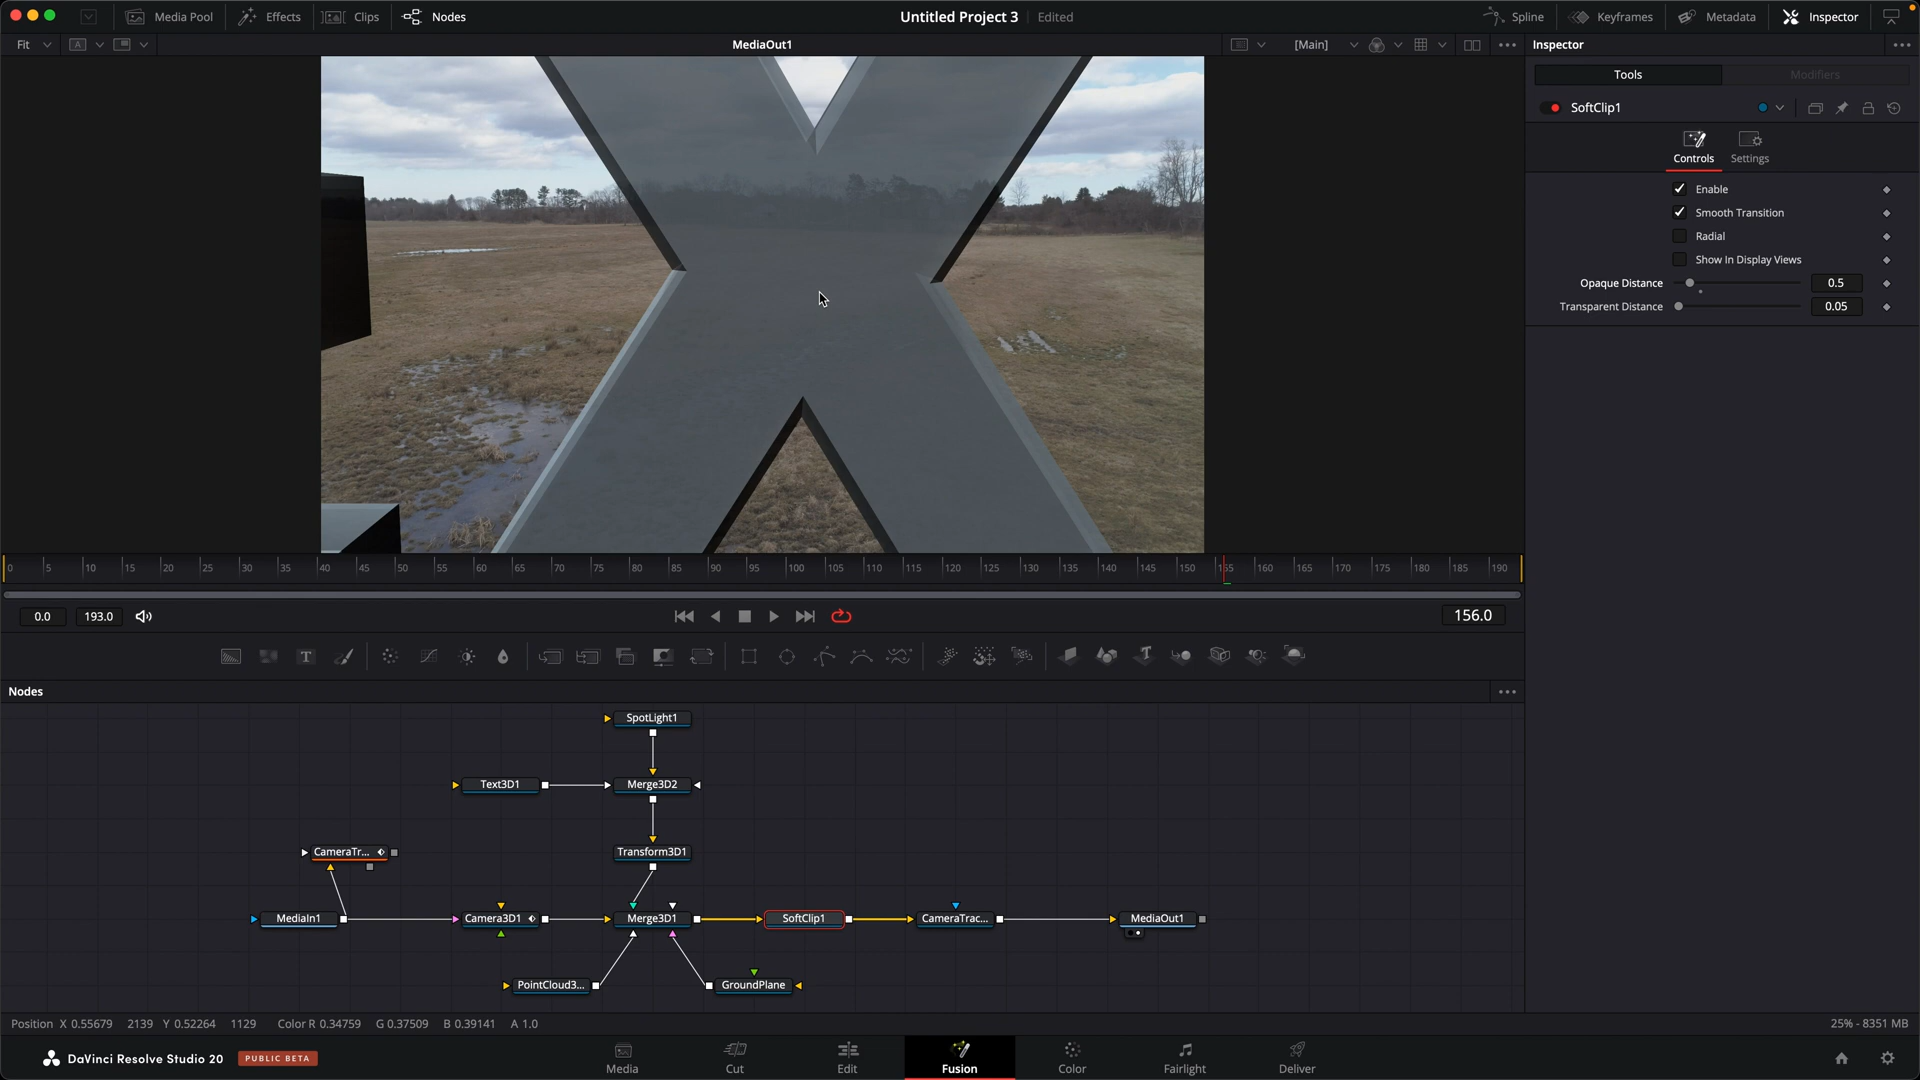 Media Pool Effects Clips Nodes Untitled Project 3 Edited Spline Keyframes Metadata Inspector
Fit A MediaOut1 [Main] Inspector
Tools Modifiers
SoftClip1
Controls Settings
Enable
Smooth Transition
Radial
Show In Display Views
Opaque Distance 0.5
Transparent Distance 0.05
0 5 10 15 20 25 30 35 40 45 50 55 60 65 70 75 80 85 90 95 100 105 110 115 120 125 130 135 140 145 150 155 160 165 170 175 180 185 190
0.0 193.0 156.0
T T
Nodes
SpotLight1
Text3D1 Merge3D2
CameraTr... Transform3D1
MediaIn1 Camera3D1 Merge3D1 SoftClip1 CameraTrac... MediaOut1
PointCloud3... GroundPlane
Position X 0.55679 2139 Y 0.52264 1129 Color R 0.34759 G 0.37509 B 0.39141 A 1.0 25% - 8351 MB
DaVinci Resolve Studio 20 PUBLIC BETA Media Cut Edit Fusion Color Fairlight Deliver